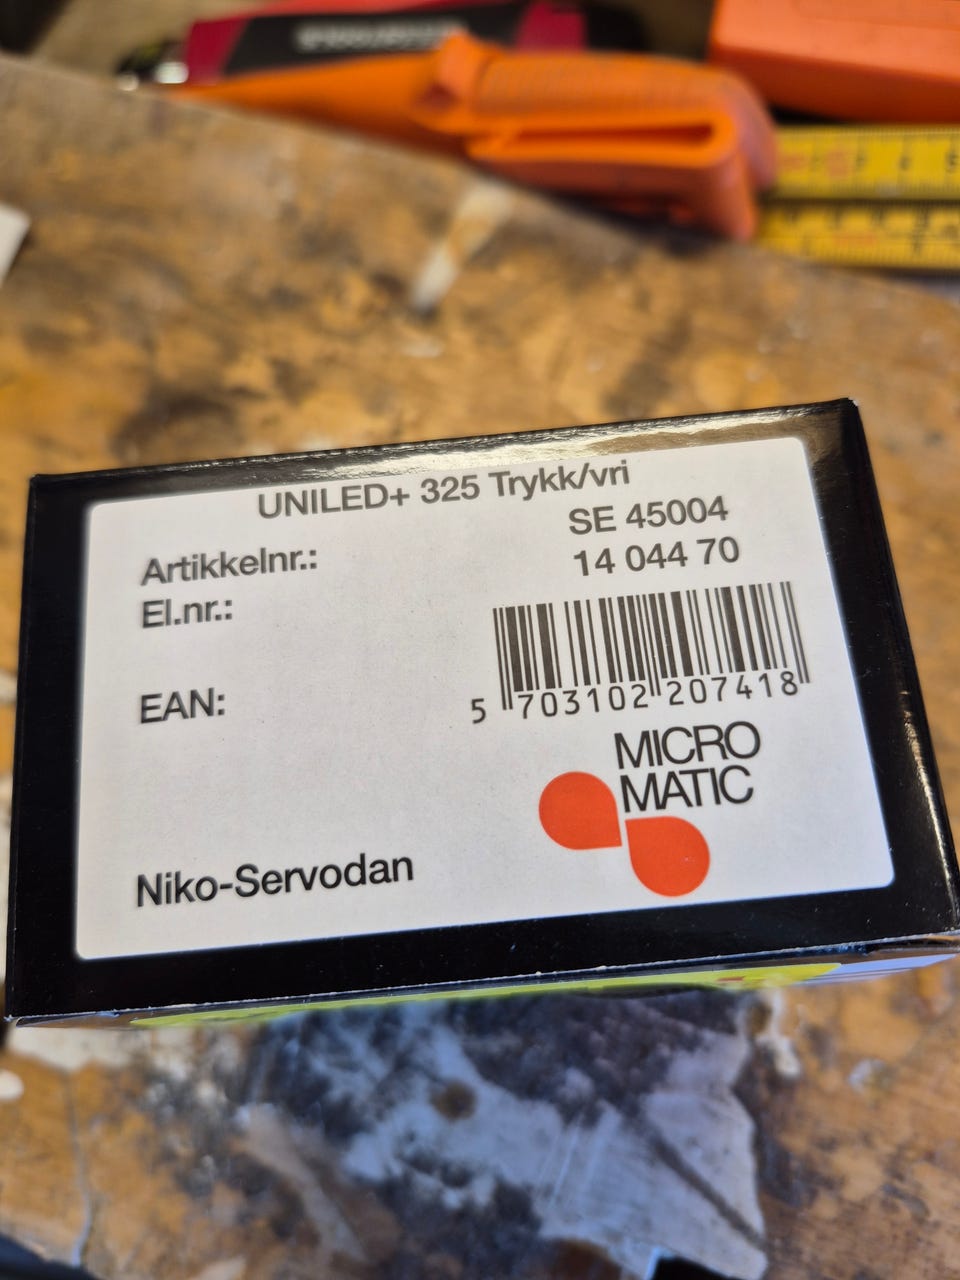 UNILED+ 325 Trykk/vri
Artikkelnr.: SE 45004
El.nr.: 14 044 70
EAN: 5 703102 207418
MICRO
MATIC
Niko-Servodan